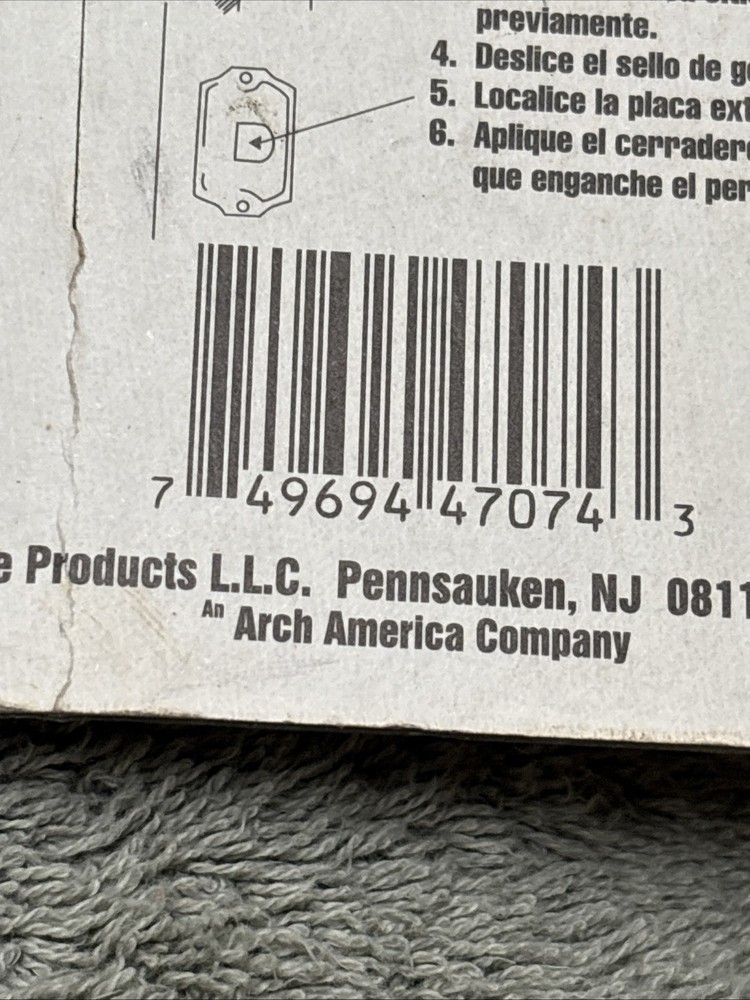 previamente.
4. Deslice el sello de
5. Localice la placa
6. Aplique el
que enganche el
7 49694 47074 3
Products L.L.C. Pennsauken, NJ
An Arch America Company